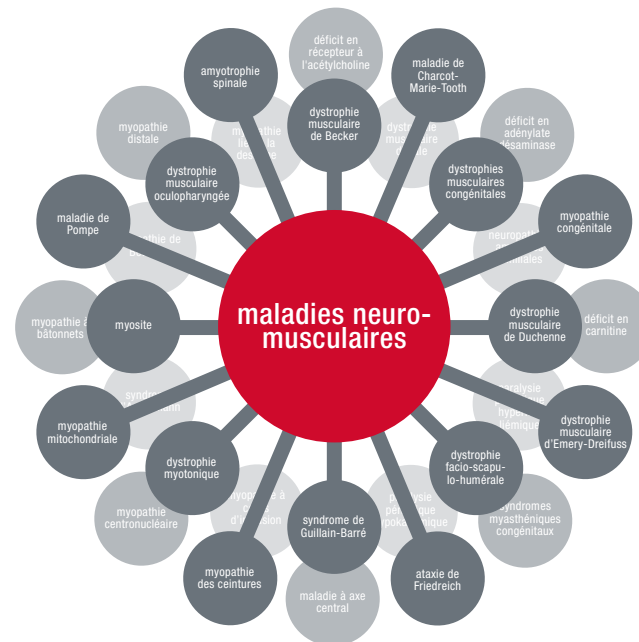 déficit en
récepteur à
l'acétylcholine
amyotrophie
spinale
maladie de
Charcot-
Marie-Tooth
myopathie
distale
dystrophie
musculaire
de Becker
déficit en
adénylate
désaminase
dystrophie
musculaire
oculopharyngée
dystrophies
musculaires
congénitales
maladie de
Pompe
myopathie
congénitale
maladies neuro-
musculaires
myopathie à
bâtonnets
myosite
dystrophie
musculaire
de Duchenne
déficit en
carnitine
myopathie
mitochondriale
dystrophie
musculaire
d'Emery-Dreifuss
dystrophie
myotonique
dystrophie
facio-scapu-
lo-humérale
myopathie
centronucléaire
syndrome de
Guillain-Barré
syndromes
myasthéniques
congénitaux
myopathie
des ceintures
ataxie de
Friedreich
maladie à axe
central